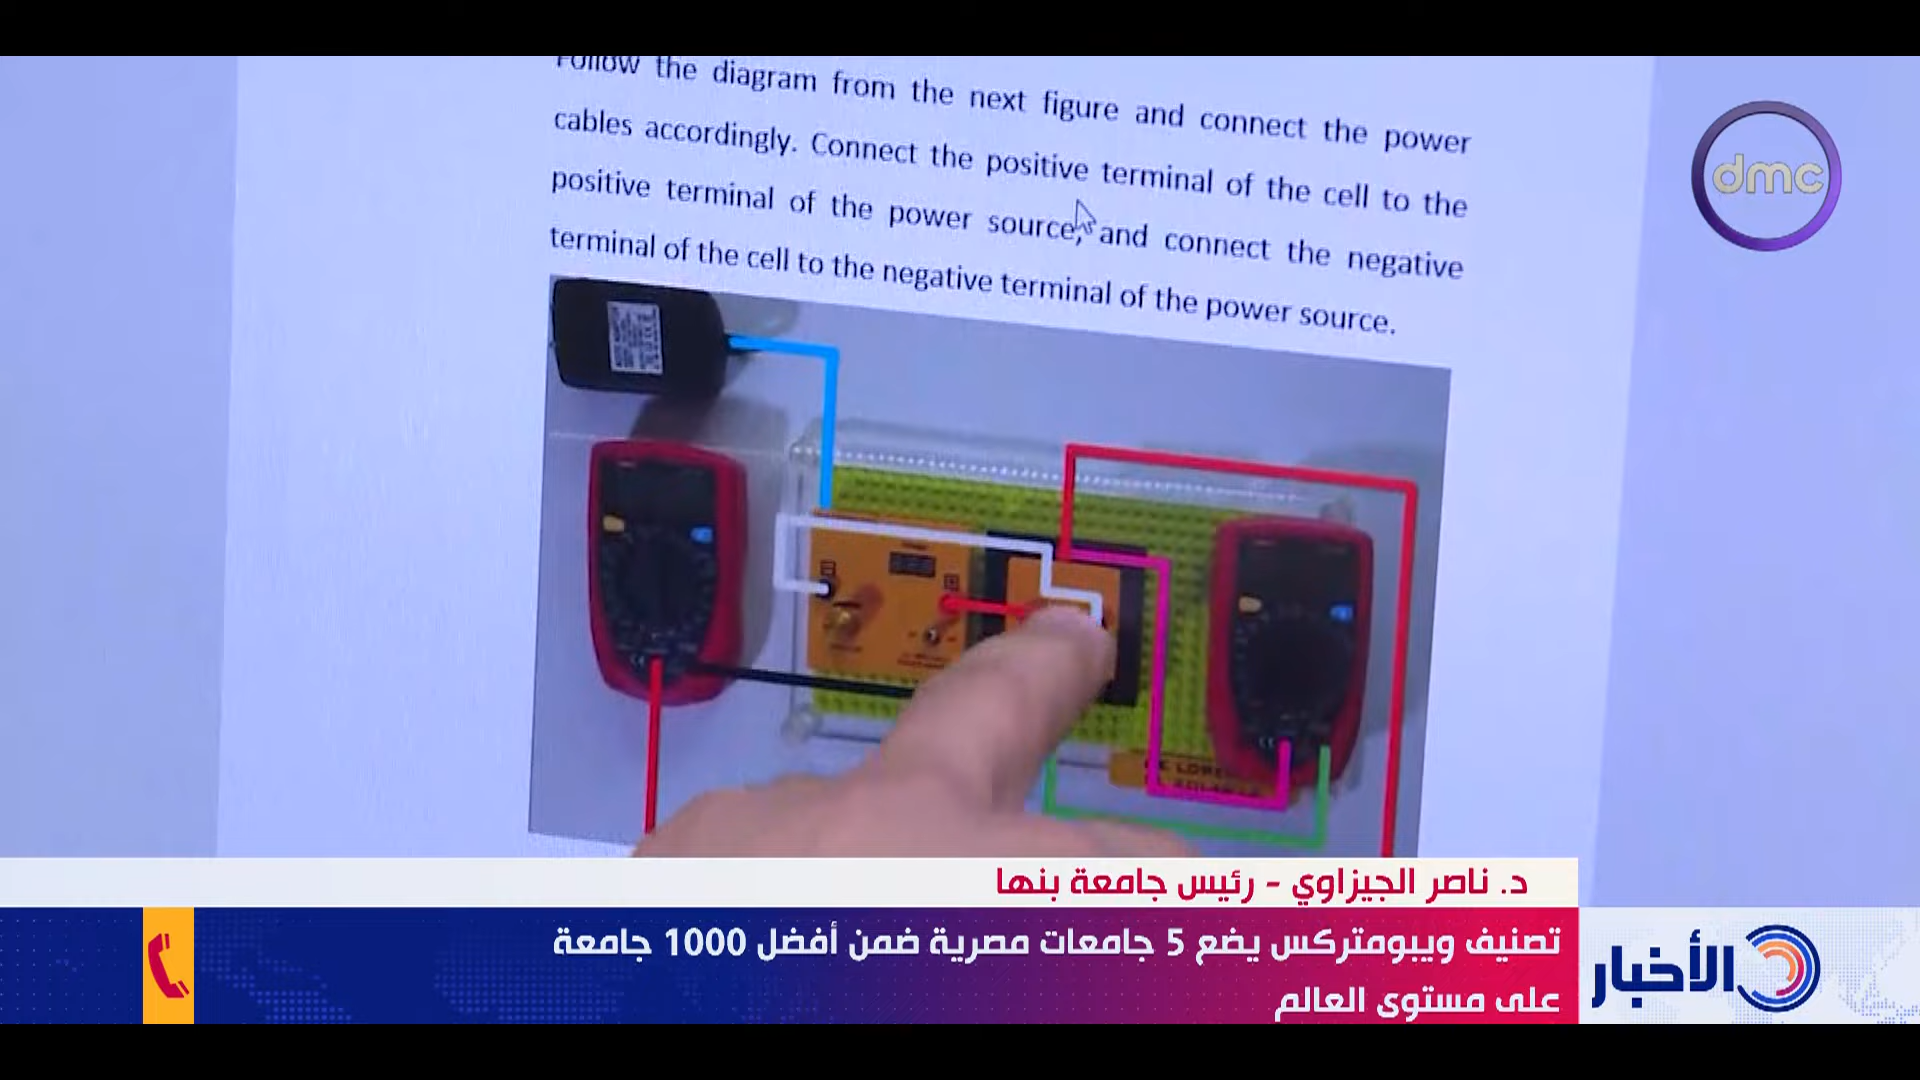 Follow the diagram from the next figure and connect the power
cables accordingly. Connect the positive terminal of the cell to the
positive terminal of the power source, and connect the negative
terminal of the cell to the negative terminal of the power source.
dmc
د. ناصر الجيزاوي - رئيس جامعة بنها
تصنيف ويبومتركس يضع 5 جامعات مصرية ضمن أفضل 1000 جامعة
على مستوى العالم
الأخبار